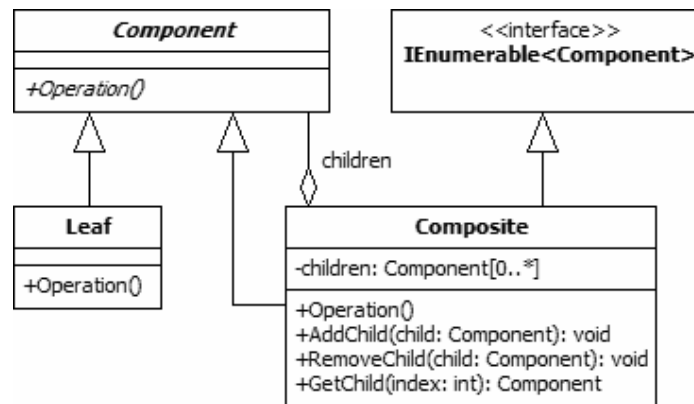 Component
+Operation()
<<interface>>
IEnumerable<Component>
children
Leaf
+Operation()
Composite
-children: Component[0..*]
+Operation()
+AddChild(child: Component): void
+RemoveChild(child: Component): void
+GetChild(index: int): Component